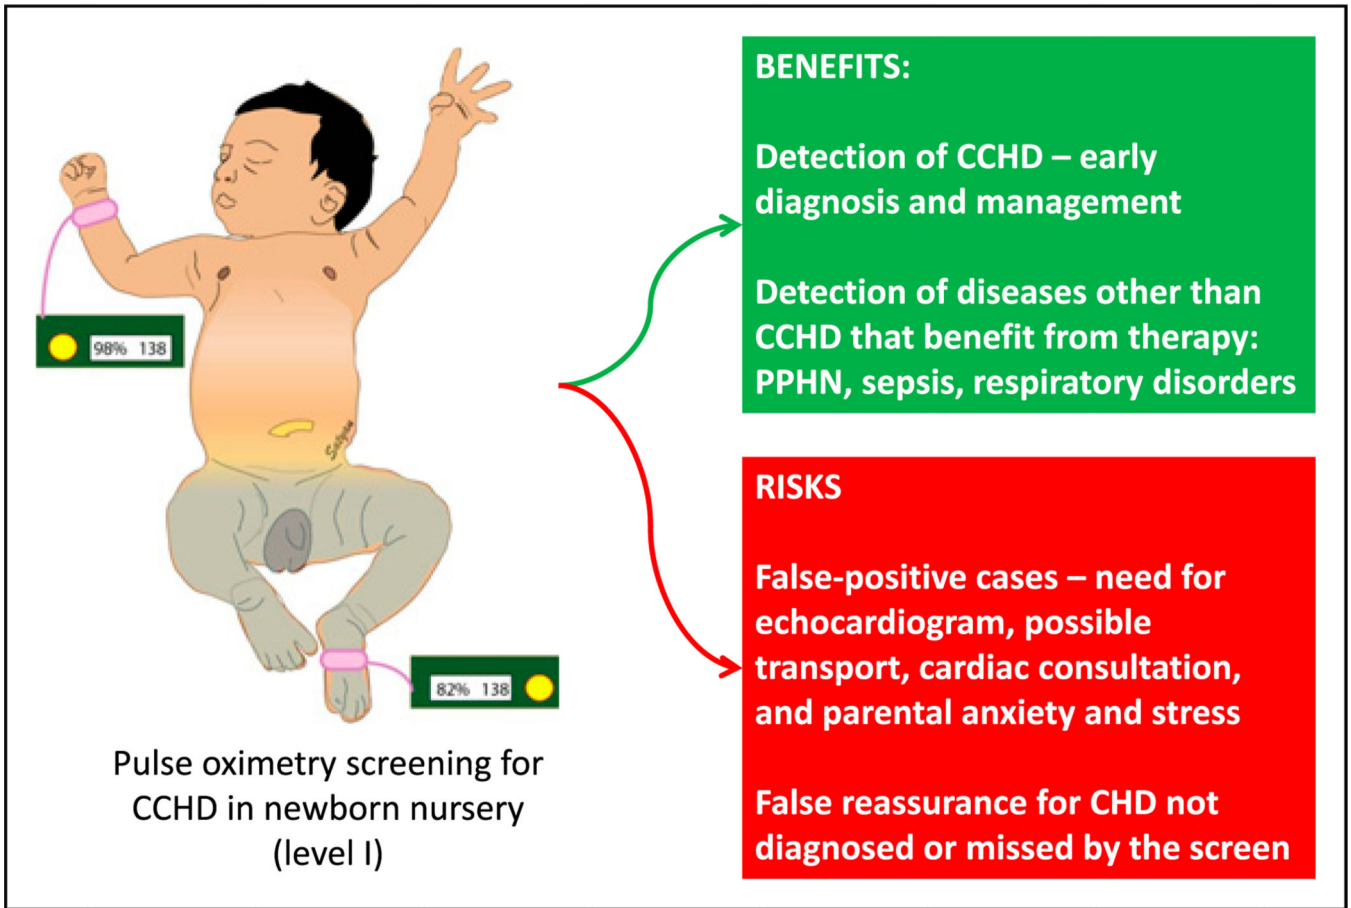 BENEFITS:
Detection of CCHD – early
diagnosis and management
Detection of diseases other than
CCHD that benefit from therapy:
PPHN, sepsis, respiratory disorders
98% 138
Satyan
82% 138
Pulse oximetry screening for
CCHD in newborn nursery
(level I)
RISKS
False-positive cases – need for
echocardiogram, possible
transport, cardiac consultation,
and parental anxiety and stress
False reassurance for CHD not
diagnosed or missed by the screen